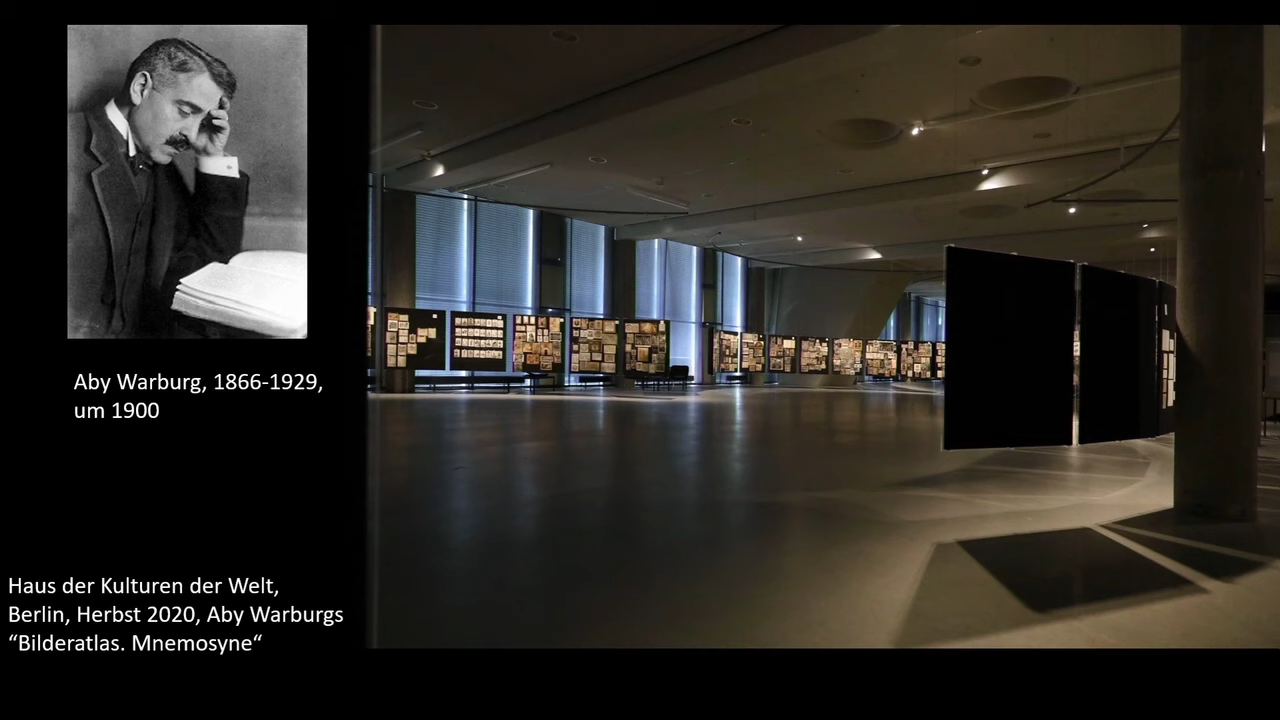 Aby Warburg, 1866-1929,
um 1900
Haus der Kulturen der Welt,
Berlin, Herbst 2020, Aby Warburgs
“Bilderatlas. Mnemosyne“